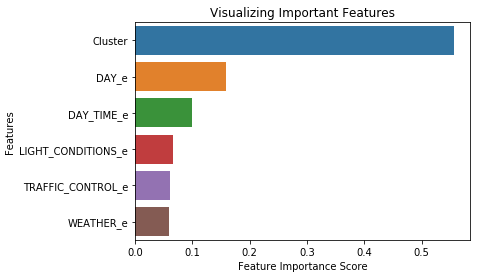 Visualizing Important Features
Cluster
DAY_e
DAY_TIME_e
LIGHT_CONDITIONS_e
TRAFFIC_CONTROL_e
WEATHER_e
Features
0.0 0.1 0.2 0.3 0.4 0.5
Feature Importance Score